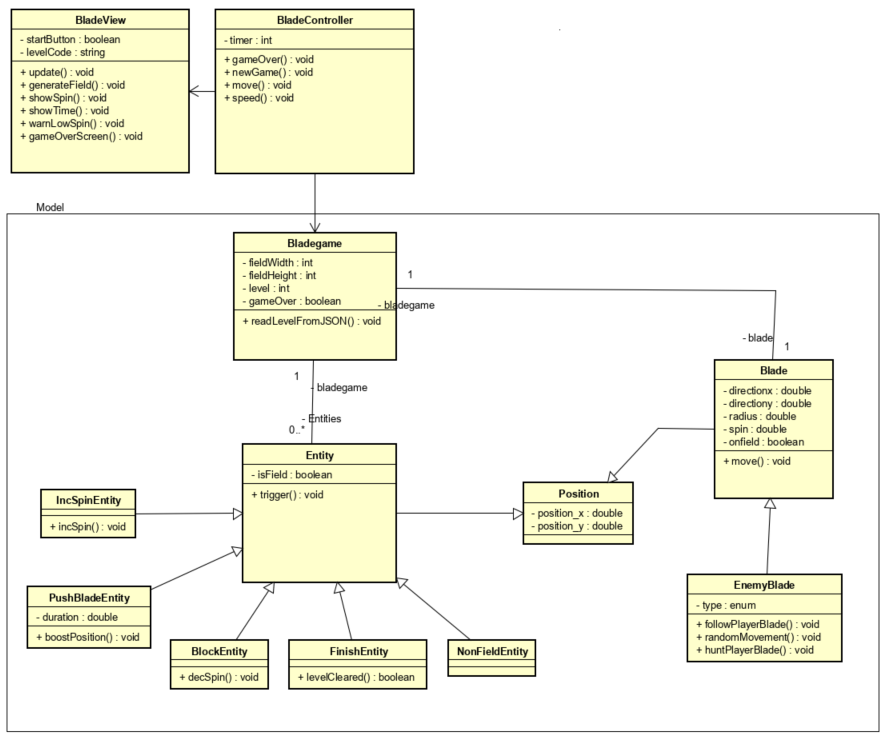 BladeView
- startButton : boolean
- levelCode : string
+ update() : void
+ generateField() : void
+ showSpin() : void
+ showTime() : void
+ warnLowSpin() : void
+ gameOverScreen() : void
BladeController
- timer : int
+ gameOver() : void
+ newGame() : void
+ move() : void
+ speed() : void
Model
Bladegame
- fieldWidth : int
- fieldHeight : int
- level : int
- gameOver : boolean
+ readLevelFromJSON() : void
1
- bladegame
- blade
1
1
- bladegame
- Entities
0..*
Blade
- directionx : double
- directiony : double
- radius : double
- spin : double
- onfield : boolean
+ move() : void
Entity
- isField : boolean
+ trigger() : void
Position
- position_x : double
- position_y : double
IncSpinEntity
+ incSpin() : void
PushBladeEntity
- duration : double
+ boostPosition() : void
BlockEntity
+ decSpin() : void
FinishEntity
+ levelCleared() : boolean
NonFieldEntity
EnemyBlade
- type : enum
+ followPlayerBlade() : void
+ randomMovement() : void
+ huntPlayerBlade() : void